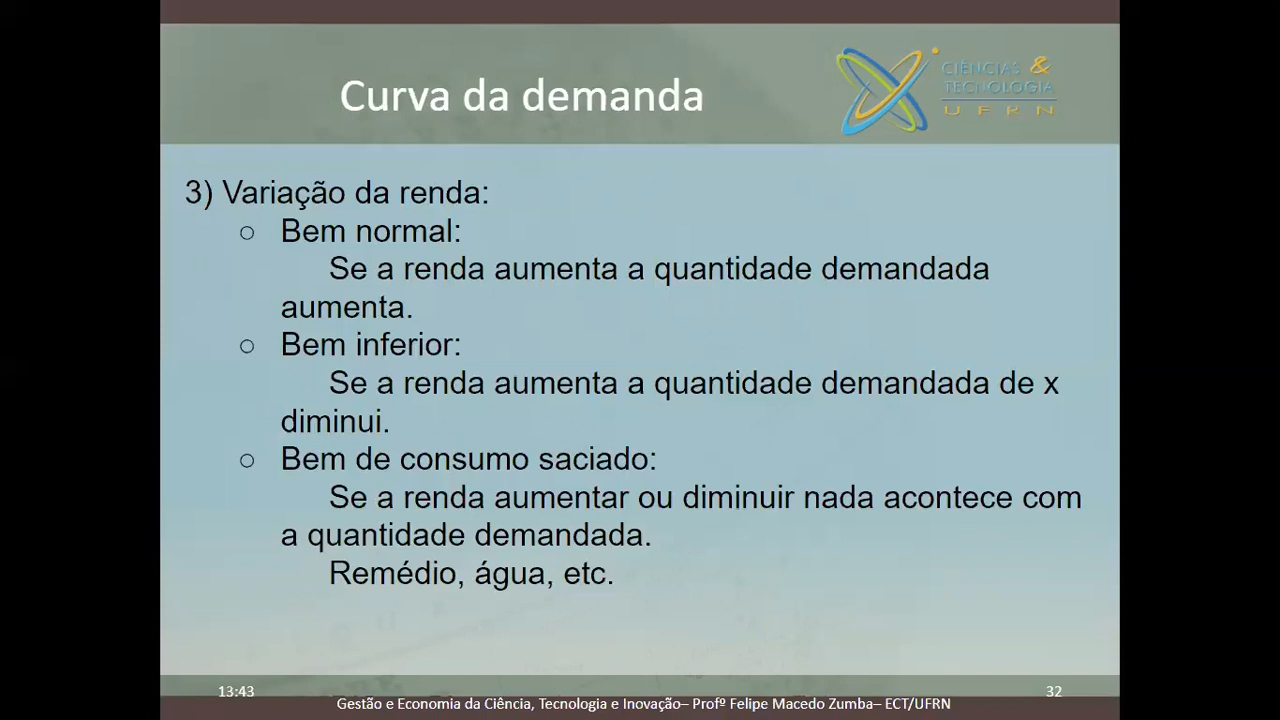 Curva da demanda
CIÊNCIAS &
TECNOLOGIA
UFRN
3) Variação da renda:
○ Bem normal:
Se a renda aumenta a quantidade demandada
aumenta.
○ Bem inferior:
Se a renda aumenta a quantidade demandada de x
diminui.
○ Bem de consumo saciado:
Se a renda aumentar ou diminuir nada acontece com
a quantidade demandada.
Remédio, água, etc.
13:43
Gestão e Economia da Ciência, Tecnologia e Inovação– Profº Felipe Macedo Zumba– ECT/UFRN
32